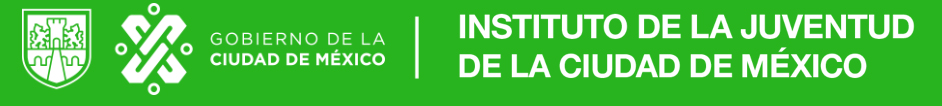 GOBIERNO DE LA
CIUDAD DE MÉXICO
INSTITUTO DE LA JUVENTUD
DE LA CIUDAD DE MÉXICO